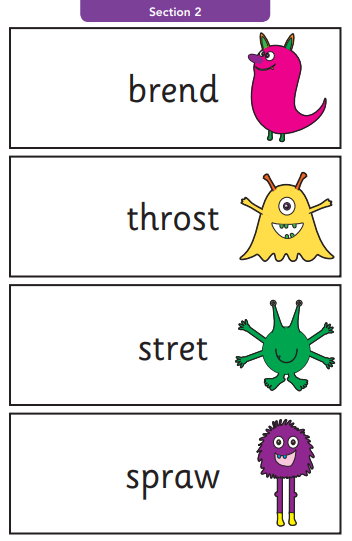 Section 2
brend
throst
stret
spraw